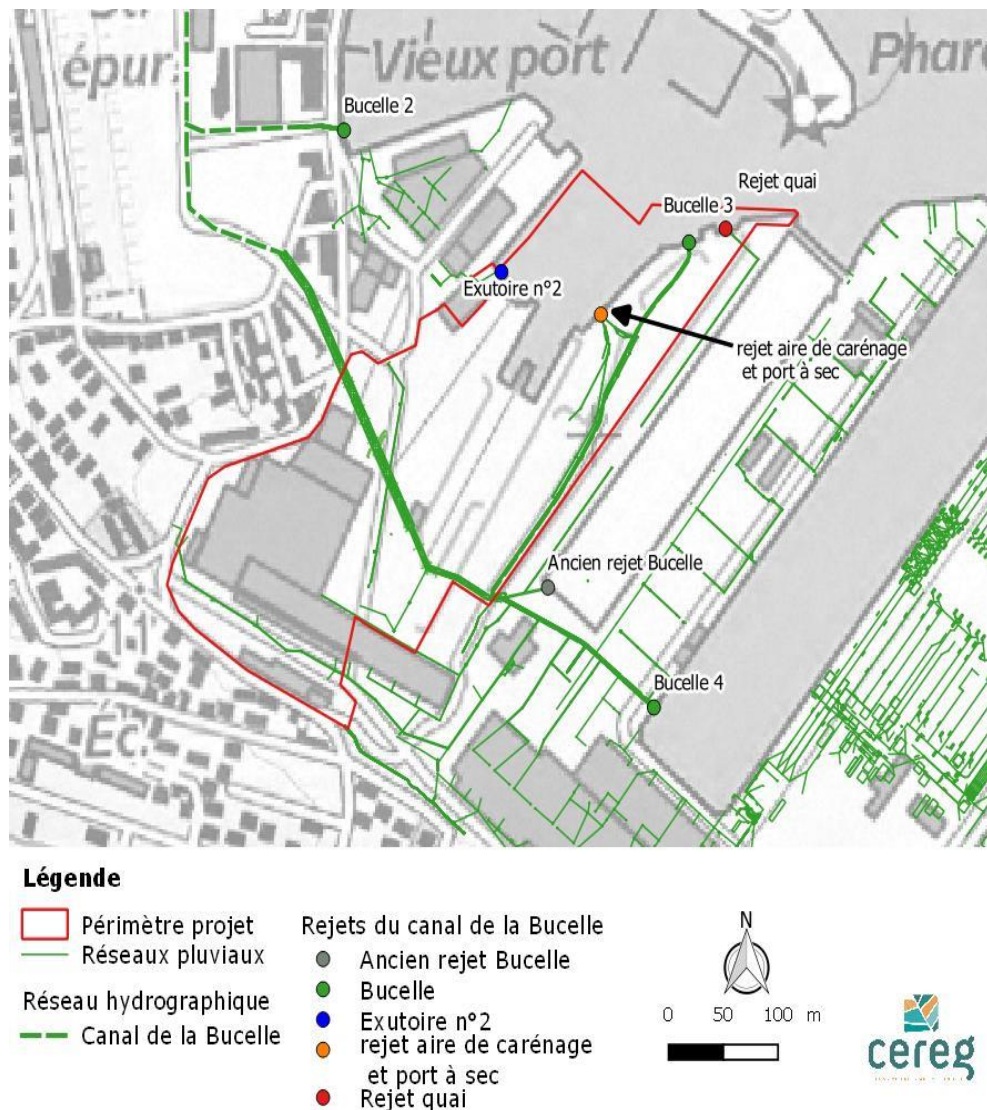 épur.
Vieux port
Phare
Bucelle 2
Rejet quai
Bucelle 3
Exutoire n°2
rejet aire de carénage
et port à sec
Ancien rejet Bucelle
Bucelle 4
Ec.
Légende
Périmètre projet
Réseaux pluviaux
Réseau hydrographique
Canal de la Bucelle
Rejets du canal de la Bucelle
Ancien rejet Bucelle
Bucelle
Exutoire n°2
rejet aire de carénage
et port à sec
Rejet quai
N
0 50 100 m
cereg